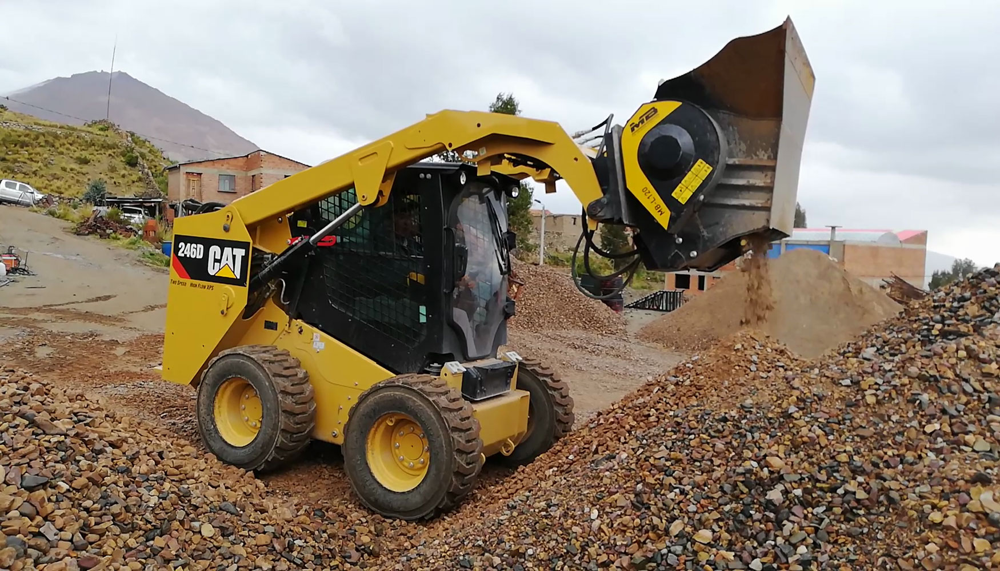 246D CAT
TWO SPEED HIGH FLOW XPS
MB
MB-L120